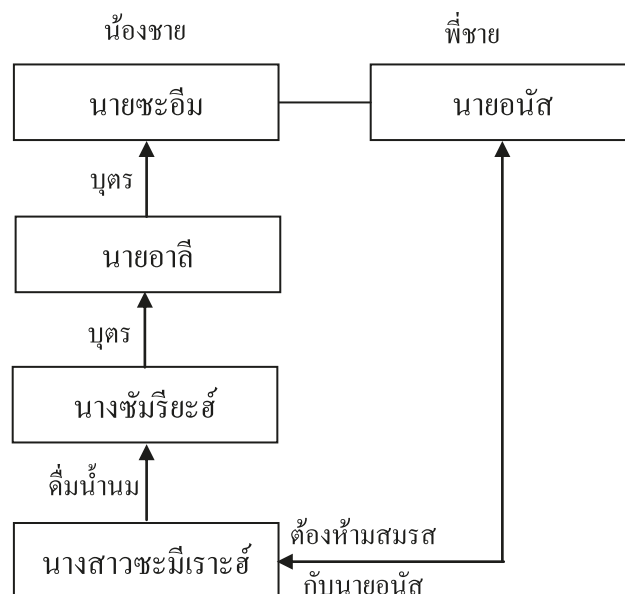 น้องชาย
พี่ชาย
นายซะอีม
นายอนัส
บุตร
นายอาลี
บุตร
นางซัมรียะฮ์
ดื่มน้ำนม
นางสาวซะมีเราะฮ์
ต้องห้ามสมรส
กับนายอนัส